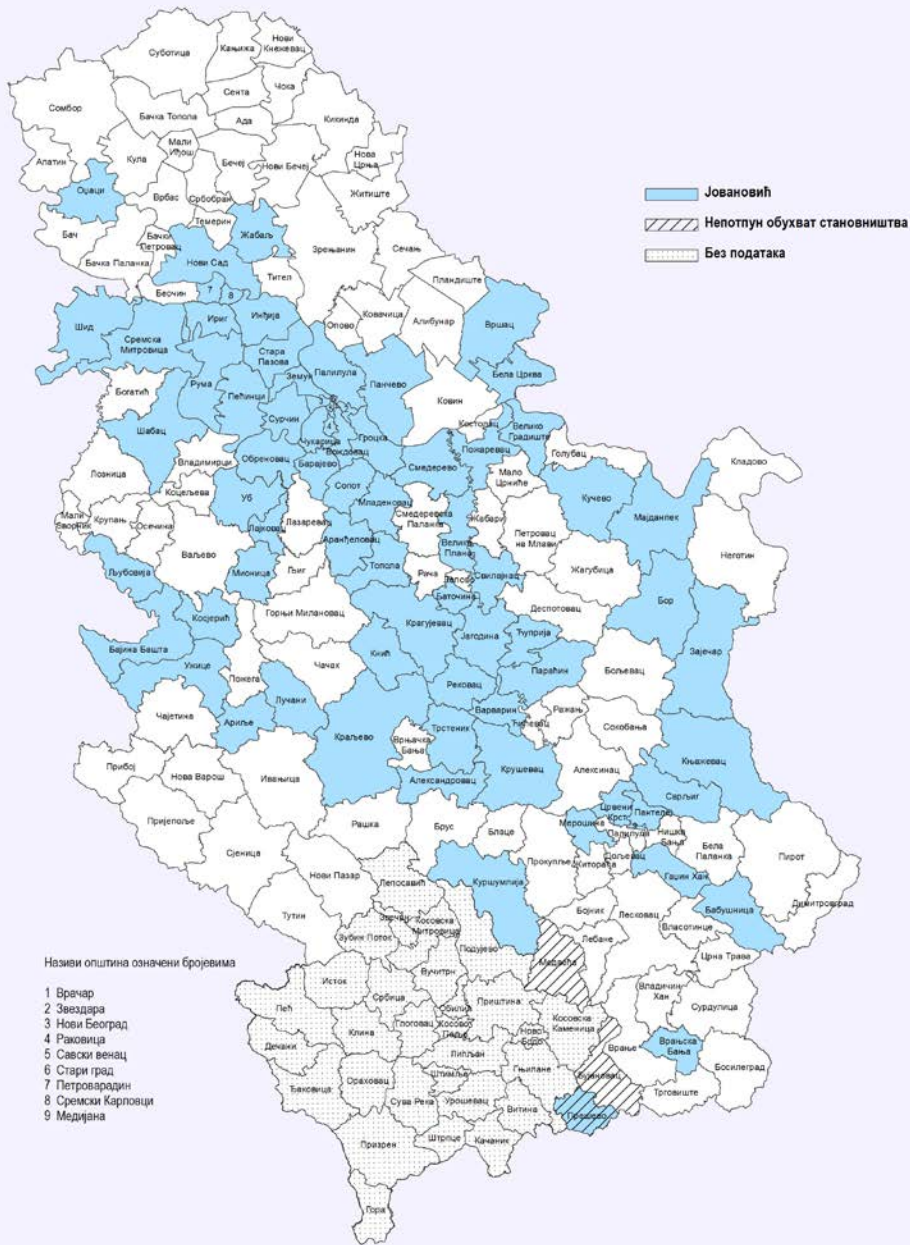 Суботица
Кањижа
Нови
Кнежевац
Сомбор
Сента
Чока
Бачка Топола
Ада
Кикинда
Апатин
Кула
Мали
Иђош
Бечеј
Нови Бечеј
Нова
Црња
Оџаци
Врбас
Србобран
Житиште
Бач
Темерин
Бачки
Петровац
Жабаљ
Зрењанин
Сечањ
Бачка Паланка
Нови Сад
Тител
Пландиште
Беочин
7
8
Шид
Сремска
Митровица
Ириг
Инђија
Опово
Ковачица
Алибунар
Вршац
Стара
Пазова
Рума
Земун
Палилула
Панчево
Бела Црква
Богатић
Пећинци
Сурчин
4
Ковин
Костолац
Велико
Градиште
Шабац
Чукарица
Гроцка
Вождовац
Барајево
Обреновац
Владимирци
Смедерево
Пожаревац
Голубац
Кладово
Лозница
Коцељева
Уб
Сопот
Мало
Црниће
Кучево
Мајданпек
Мали
Зворник
Крупањ
Осечина
Лајковац
Лазаревац
Младеновац
Смедеревска
Паланка
Жабари
Петровац
на Млави
Неготин
Ваљево
Аранђеловац
Велика
Плана
Жагубица
Љубовија
Мионица
Љиг
Топола
Рача
Лапово
Свилајнац
Баточина
Бор
Косјерић
Горњи Милановац
Крагујевац
Деспотовац
Јагодина
Ћуприја
Зајечар
Бајина Башта
Ужице
Пожега
Чачак
Кнић
Параћин
Бољевац
Лучани
Рековац
Чајетина
Ариље
Варварин
Ћићевац
Ражањ
Сокобања
Краљево
Врњачка
Бања
Трстеник
Крушевац
Алексинац
Књажевац
Прибој
Нова Варош
Ивањица
Александровац
Пријепоље
Рашка
Брус
Блаце
Мерошина
Црвени
Крст
Пантелеј
Сврљиг
Сјеница
Прокупље
Палилула
Нишка
Бања
Бела
Паланка
Пирот
Житорађа
Дољевац
Нови Пазар
Лепосавић
Куршумлија
Гаџин Хан
Бабушница
Димитровград
Тутин
Звечан
Косовска
Митровица
Зубин Поток
Подујево
Бојник
Лесковац
Лебане
Власотинце
Црна Трава
Медвеђа
Вучитрн
Исток
Србица
Владичин
Хан
Сурдулица
Пећ
Обилић
Приштина
Косовска
Каменица
Клина
Глоговац
Косово
Поље
Ново
Брдо
Врање
Врањска
Бања
Босилеград
Дечани
Липљан
Гњилане
Бујановац
Трговиште
Ђаковица
Ораховац
Штимље
Сува Река
Урошевац
Витина
Прешево
Призрен
Штрпце
Качаник
Гора
Јовановић
Непотпун обухват становништва
Без података
Називи општина означени бројевима
1 Врачар
2 Звездара
3 Нови Београд
4 Раковица
5 Савски венац
6 Стари град
7 Петроварадин
8 Сремски Карловци
9 Медијана